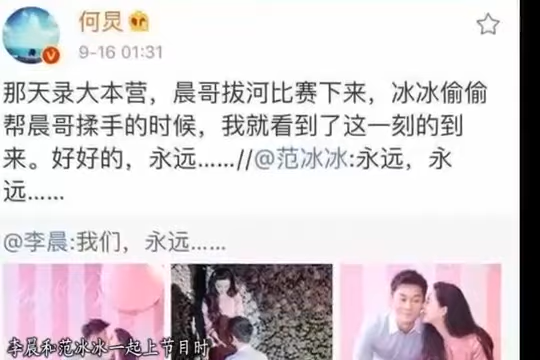 何炅
9-16 01:31
那天录大本营，晨哥拔河比赛下来，冰冰偷偷
帮晨哥揉手的时候，我就看到了这一刻的到
来。好好的，永远……//@范冰冰:永远，永
远……
@李晨:我们，永远……
李晨和范冰冰一起上节目时